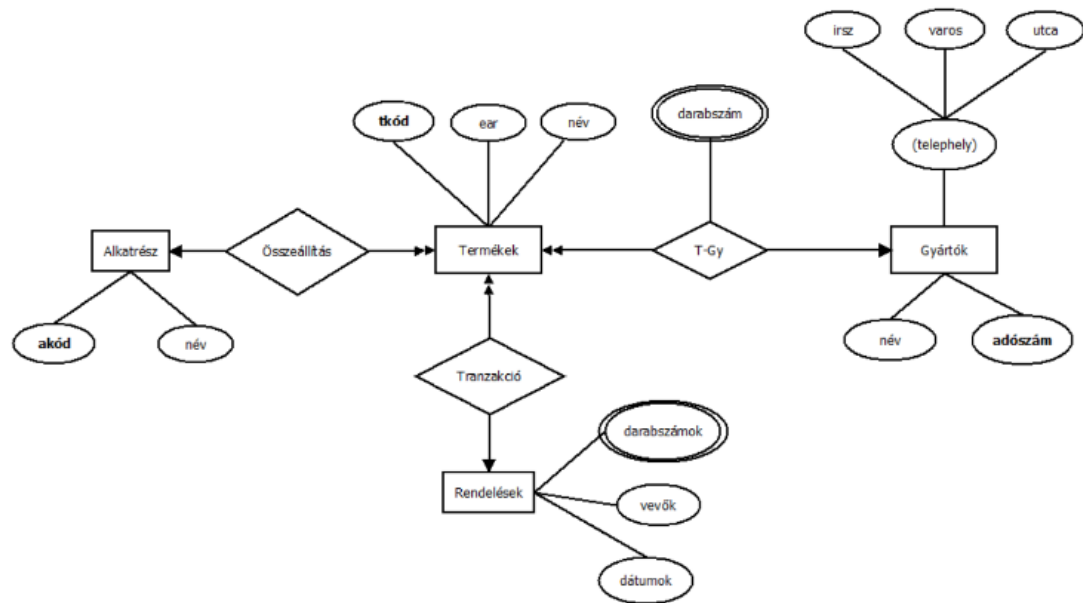 irsz
varos
utca
tkód
ear
név
darabszám
(telephely)
Alkatrész
Összeállítás
Termékek
T-Gy
Gyártók
akód
név
név
adószám
Tranzakció
darabszámok
Rendelések
vevők
dátumok